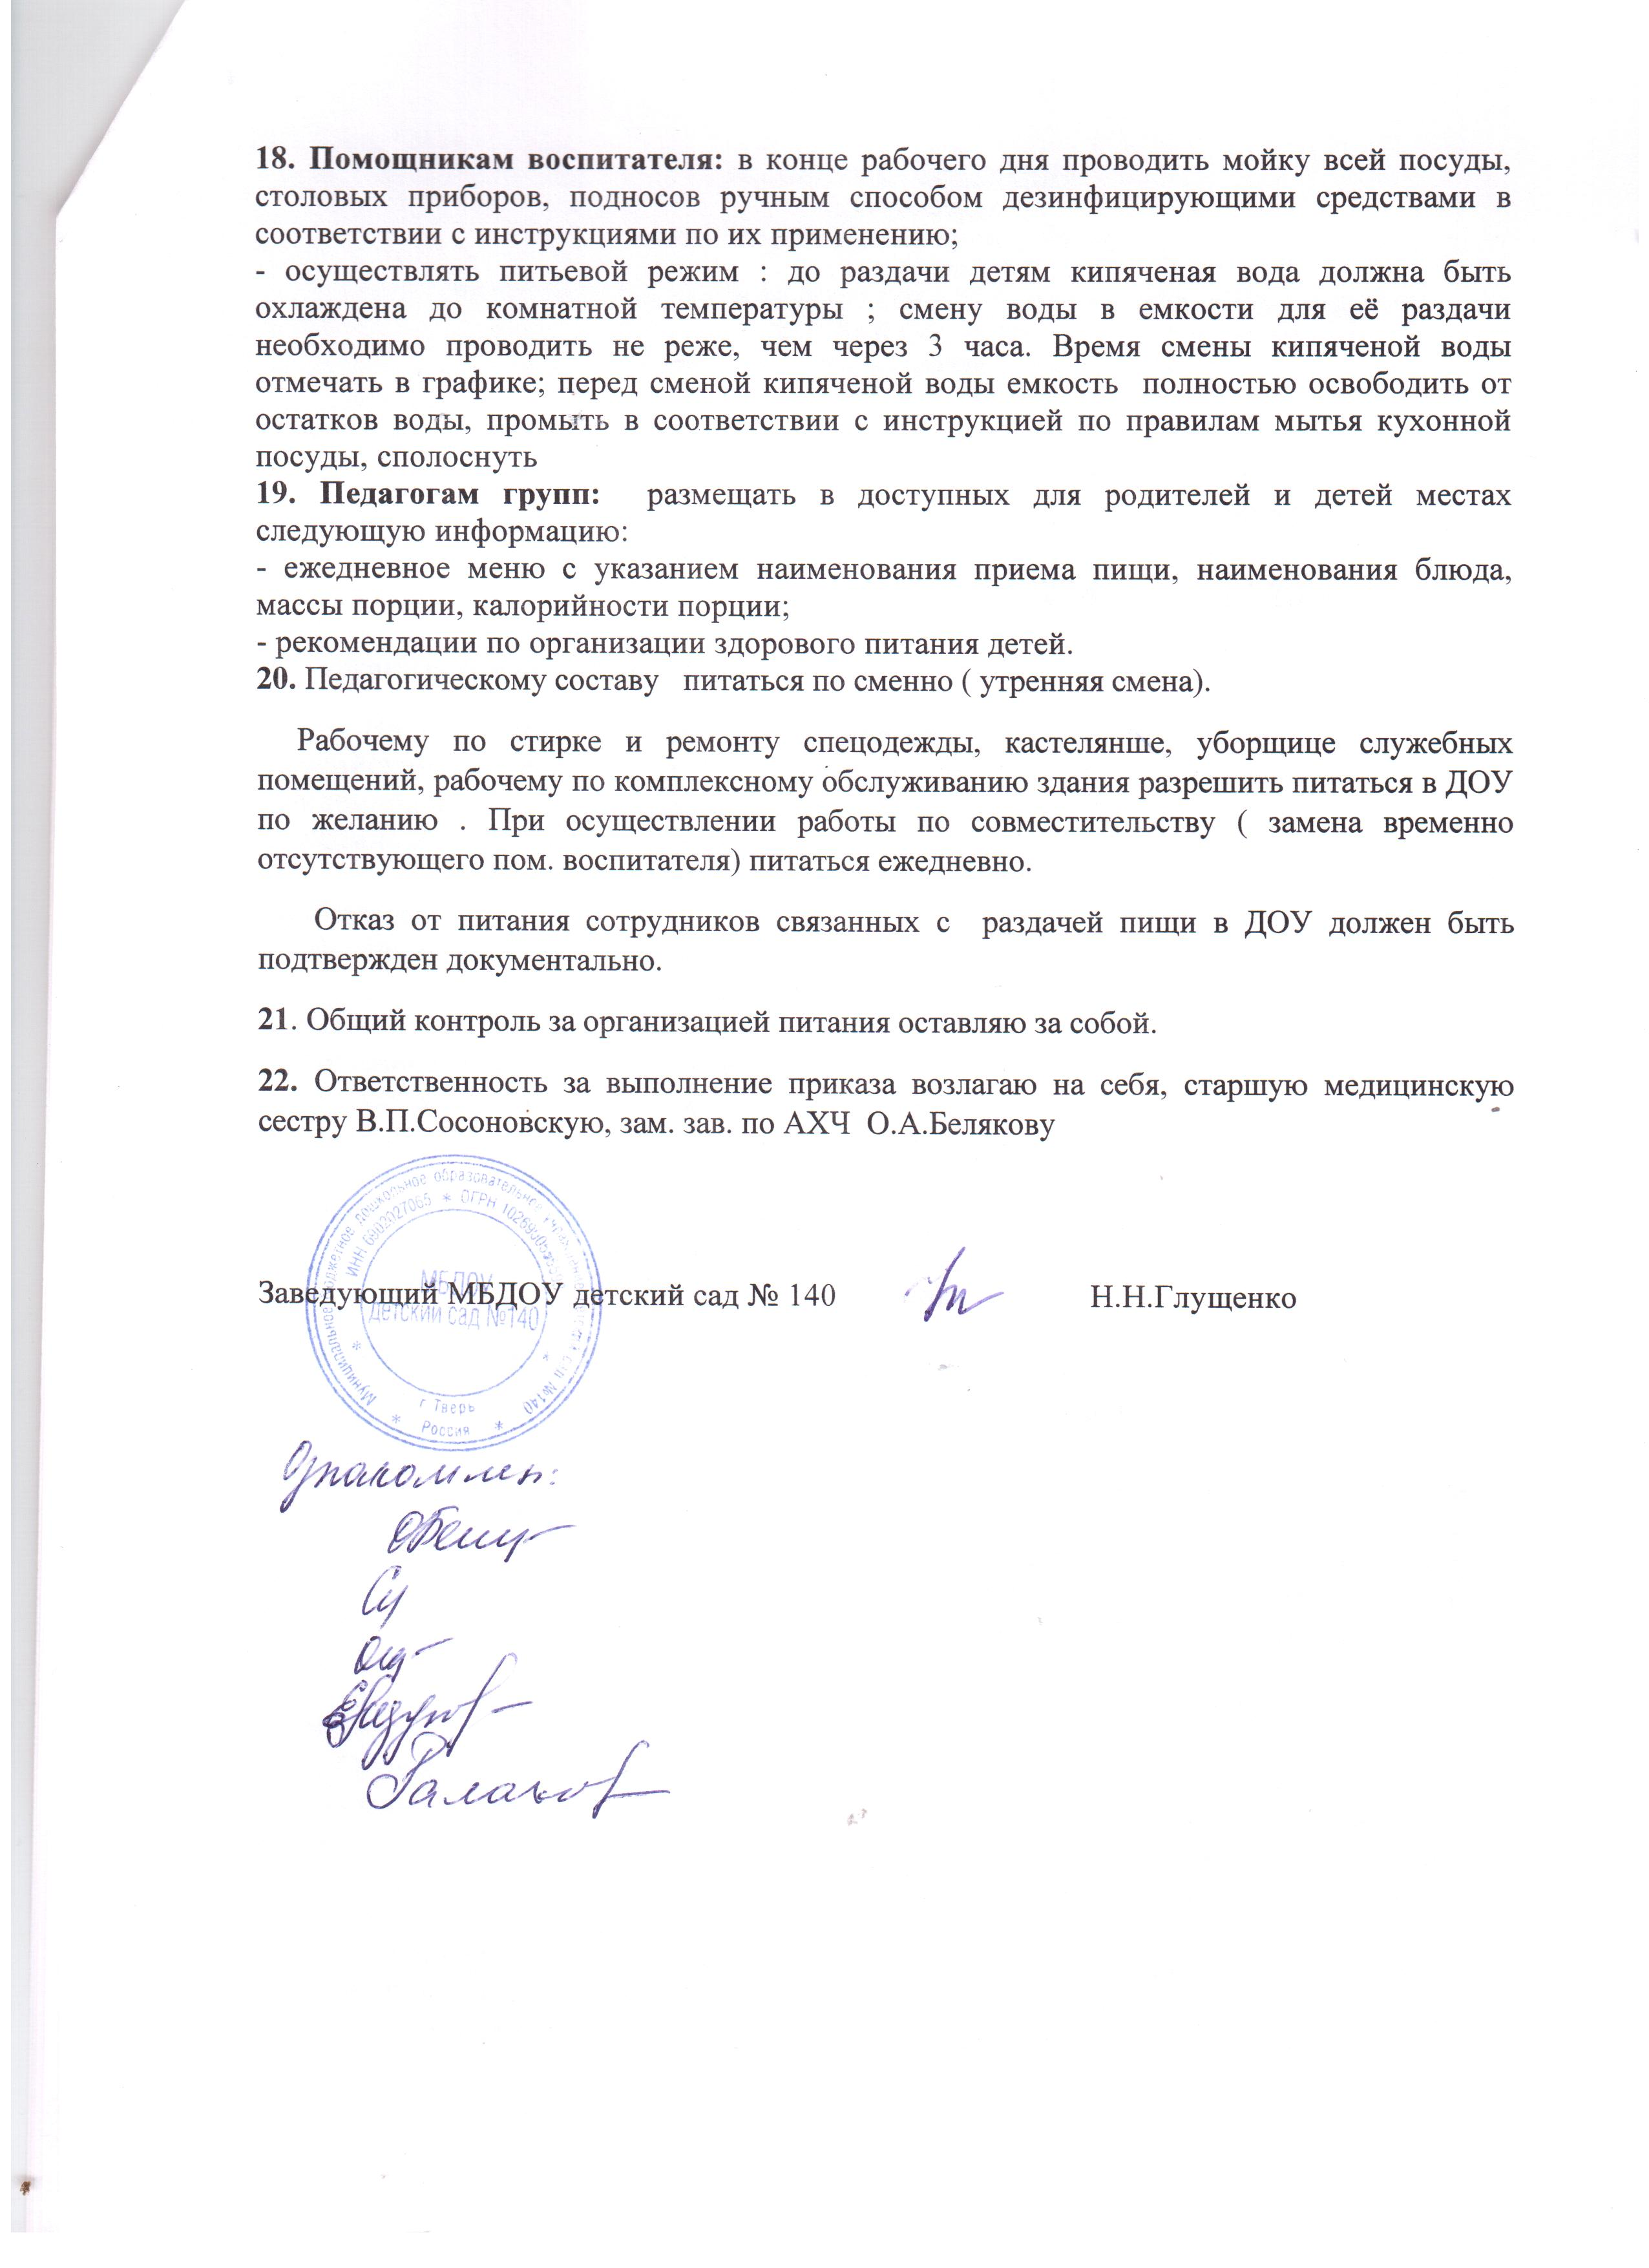 18. Помощникам воспитателя: в конце рабочего дня проводить мойку всей посуды,
столовых приборов, подносов ручным способом дезинфицирующими средствами в
соответствии с инструкциями по их применению;
- осуществлять питьевой режим : до раздачи детям кипяченая вода должна быть
охлаждена до комнатной температуры ; смену воды в емкости для её раздачи
необходимо проводить не реже, чем через 3 часа. Время смены кипяченой воды
отмечать в графике; перед сменой кипяченой воды емкость полностью освободить от
остатков воды, промыть в соответствии с инструкцией по правилам мытья кухонной
посуды, сполоснуть
19. Педагогам групп: размещать в доступных для родителей и детей местах
следующую информацию:
- ежедневное меню с указанием наименования приема пищи, наименования блюда,
массы порции, калорийности порции;
- рекомендации по организации здорового питания детей.
20. Педагогическому составу питаться по сменно ( утренняя смена).
Рабочему по стирке и ремонту спецодежды, кастелянше, уборщице служебных
помещений, рабочему по комплексному обслуживанию здания разрешить питаться в ДОУ
по желанию . При осуществлении работы по совместительству ( замена временно
отсутствующего пом. воспитателя) питаться ежедневно.
Отказ от питания сотрудников связанных с раздачей пищи в ДОУ должен быть
подтвержден документально.
21. Общий контроль за организацией питания оставляю за собой.
22. Ответственность за выполнение приказа возлагаю на себя, старшую медицинскую
сестру В.П.Сосоновскую, зам. зав. по АХЧ О.А.Белякову
Заведующий МБДОУ детский сад № 140 Н.Н.Глущенко
Муниципальное бюджетное дошкольное образовательное №140
ИНН 6903027065 * ОГРН
МБДОУ
детский сад №140
г Тверь
* Россия *
Ознакомлен: